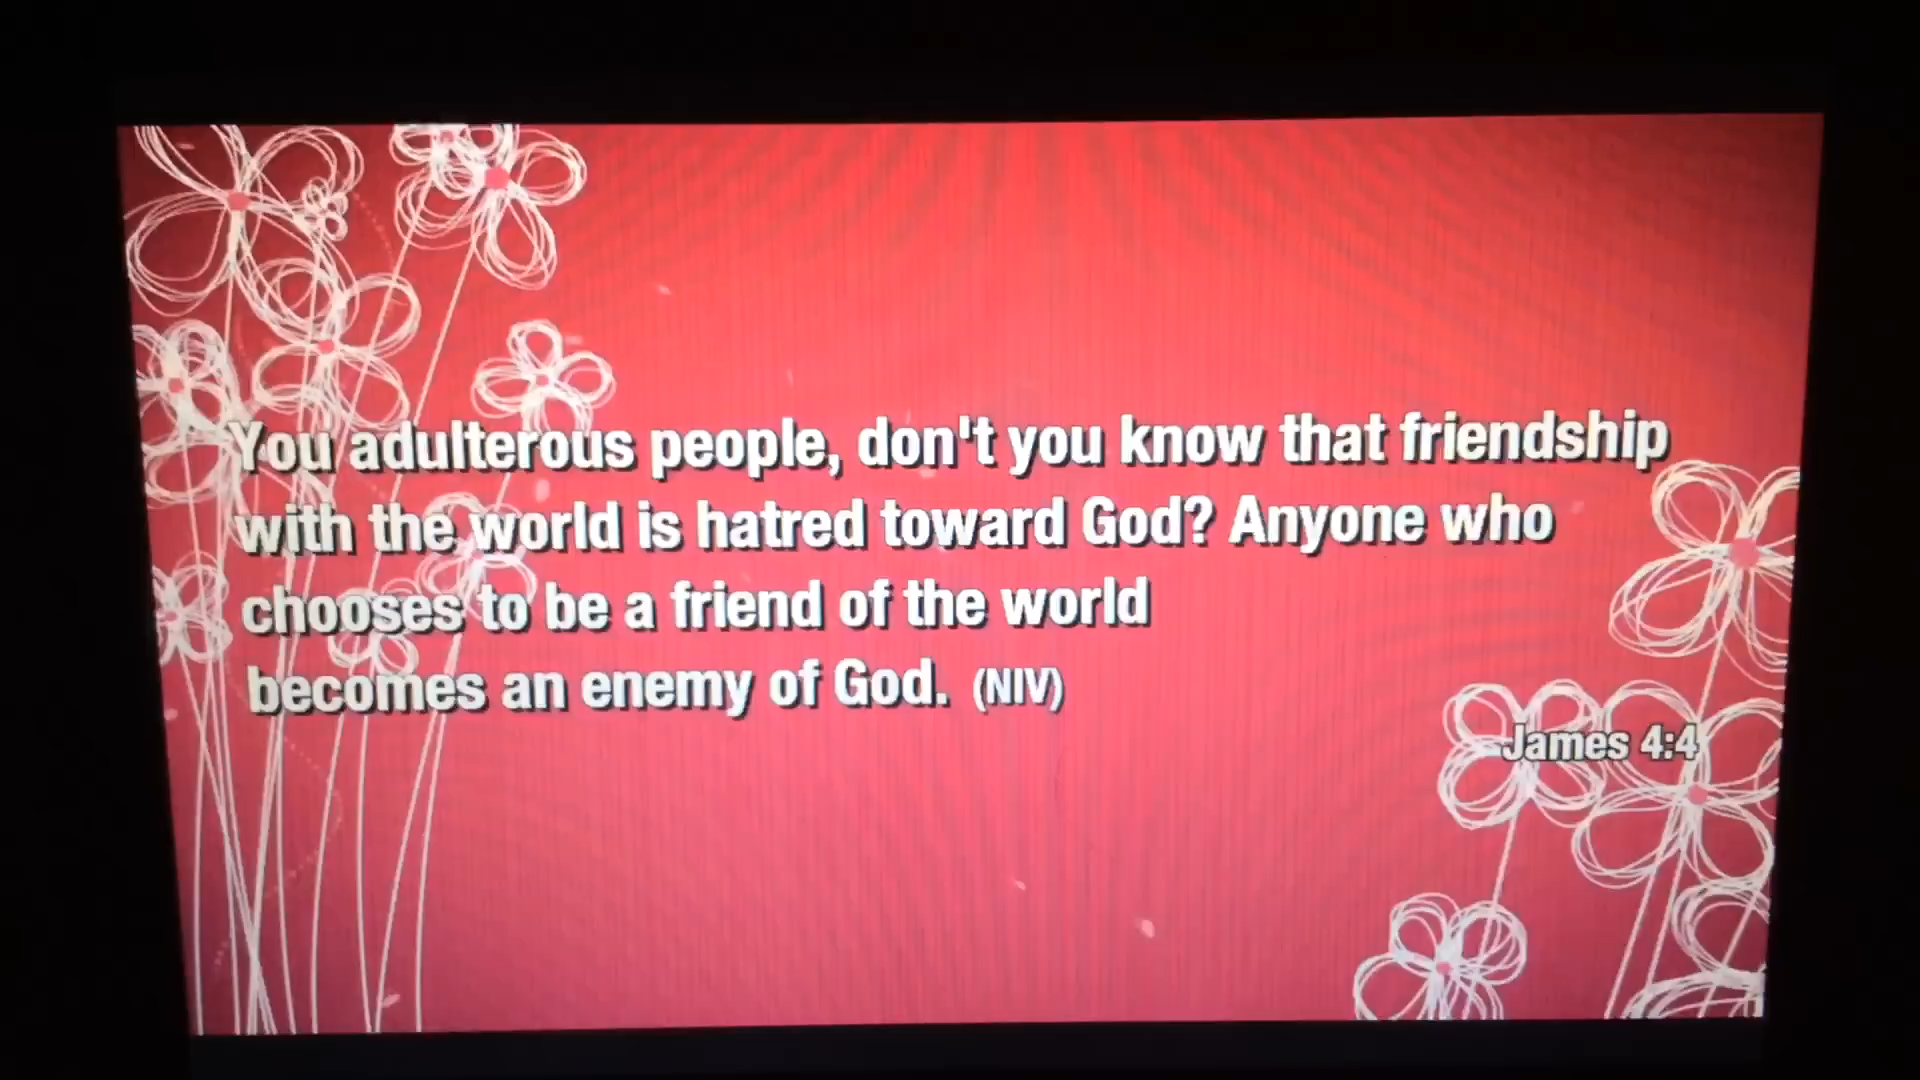 You adulterous people, don't you know that friendship
with the world is hatred toward God? Anyone who
chooses to be a friend of the world
becomes an enemy of God. (NIV)
James 4:4